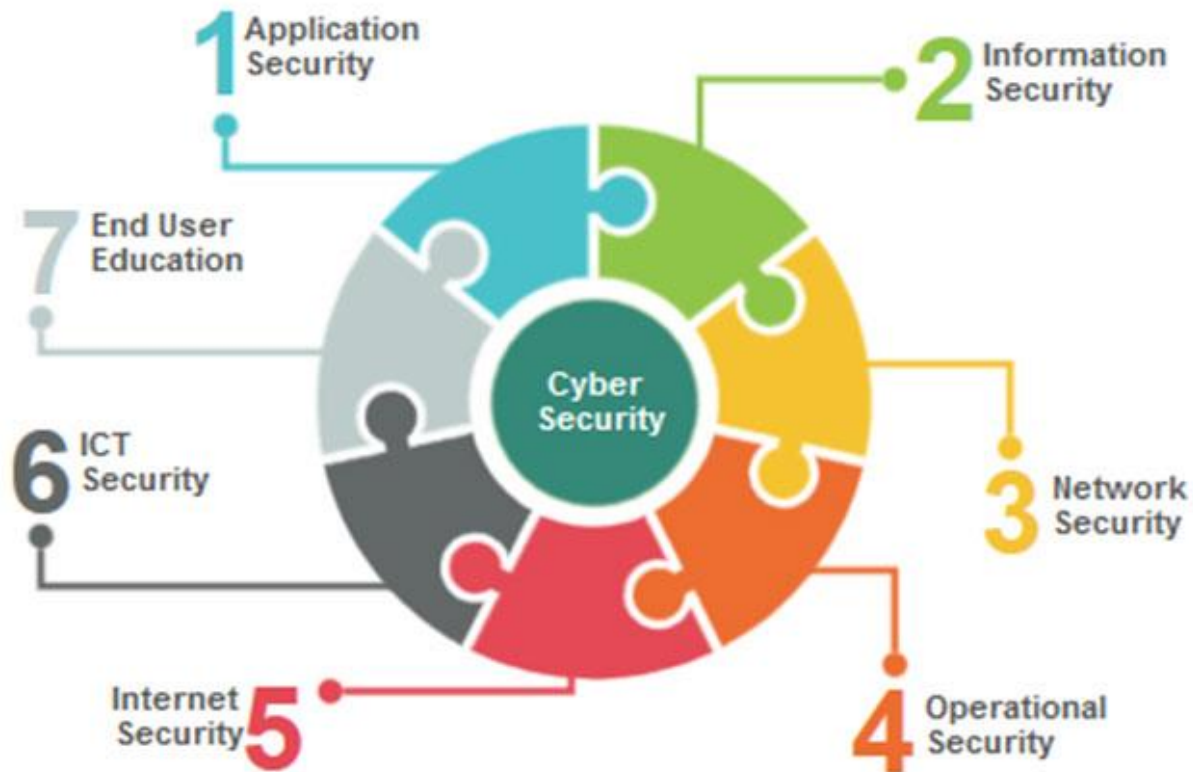 1 Application
Security
2 Information
Security
7 End User
Education
Cyber
Security
6 ICT
Security
3 Network
Security
Internet
Security 5
4 Operational
Security